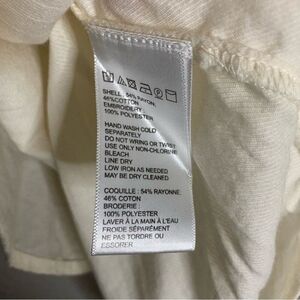 SHELL: 54% RAYON,
46%COTTON
EMBROIDERY:
100% POLYESTER
HAND WASH COLD
SEPARATELY
DO NOT WRING OR TWIST
USE ONLY NON-CHLORINE
BLEACH
LINE DRY
LOW IRON AS NEEDED
MAY BE DRY CLEANED
COQUILLE : 54% RAYONNE,
46% COTON
BRODERIE :
100% POLYESTER
LAVER À LA MAIN À L'EAU
FROIDE SÉPARÉMENT
NE PAS TORDRE OU
ESSORER